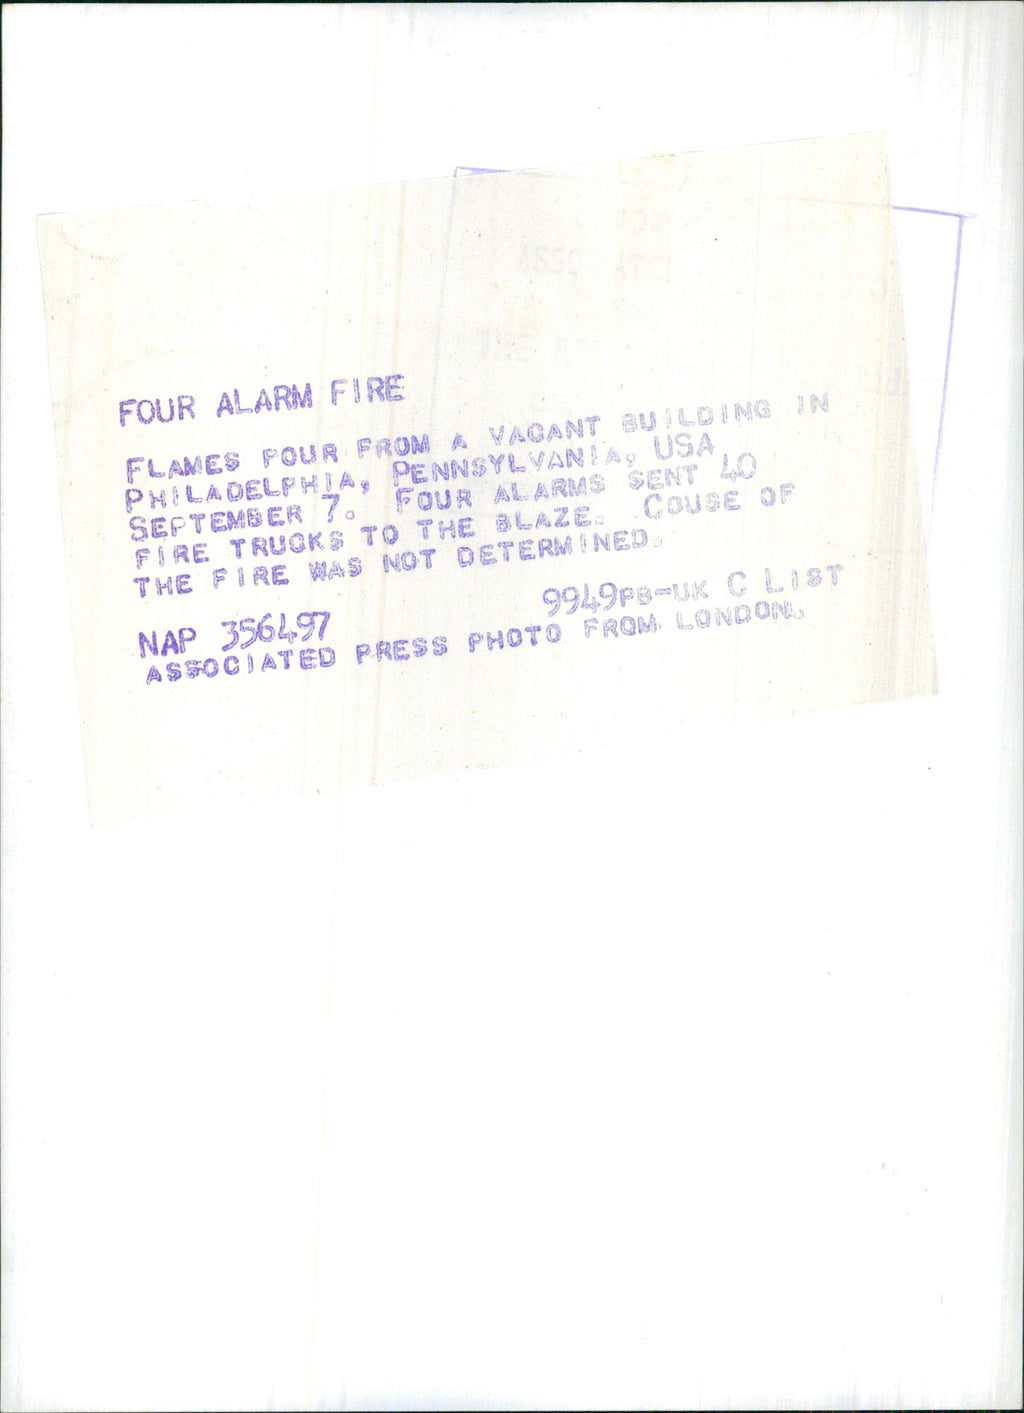 FOUR ALARM FIRE
FLAMES POUR FROM A VACANT BUILDING IN
PHILADELPHIA, PENNSYLVANIA, USA
SEPTEMBER 7. FOUR ALARMS SENT 40
FIRE TRUCKS TO THE BLAZE. COUSE OF
THE FIRE WAS NOT DETERMINED.
9949PB-UK C LIST
NAP 356497
ASSOCIATED PRESS PHOTO FROM LONDON.